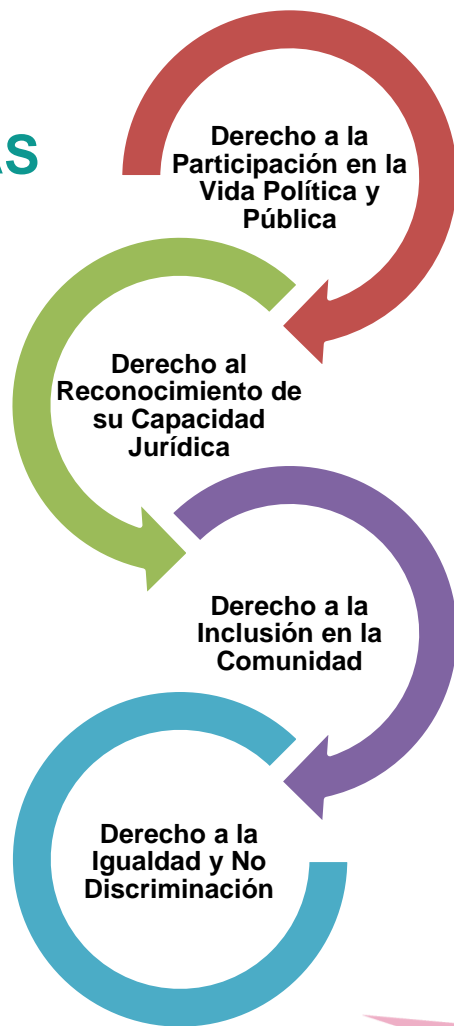 AS
Derecho a la
Participación en la
Vida Política y
Pública
Derecho al
Reconocimiento de
su Capacidad
Jurídica
Derecho a la
Inclusión en la
Comunidad
Derecho a la
Igualdad y No
Discriminación